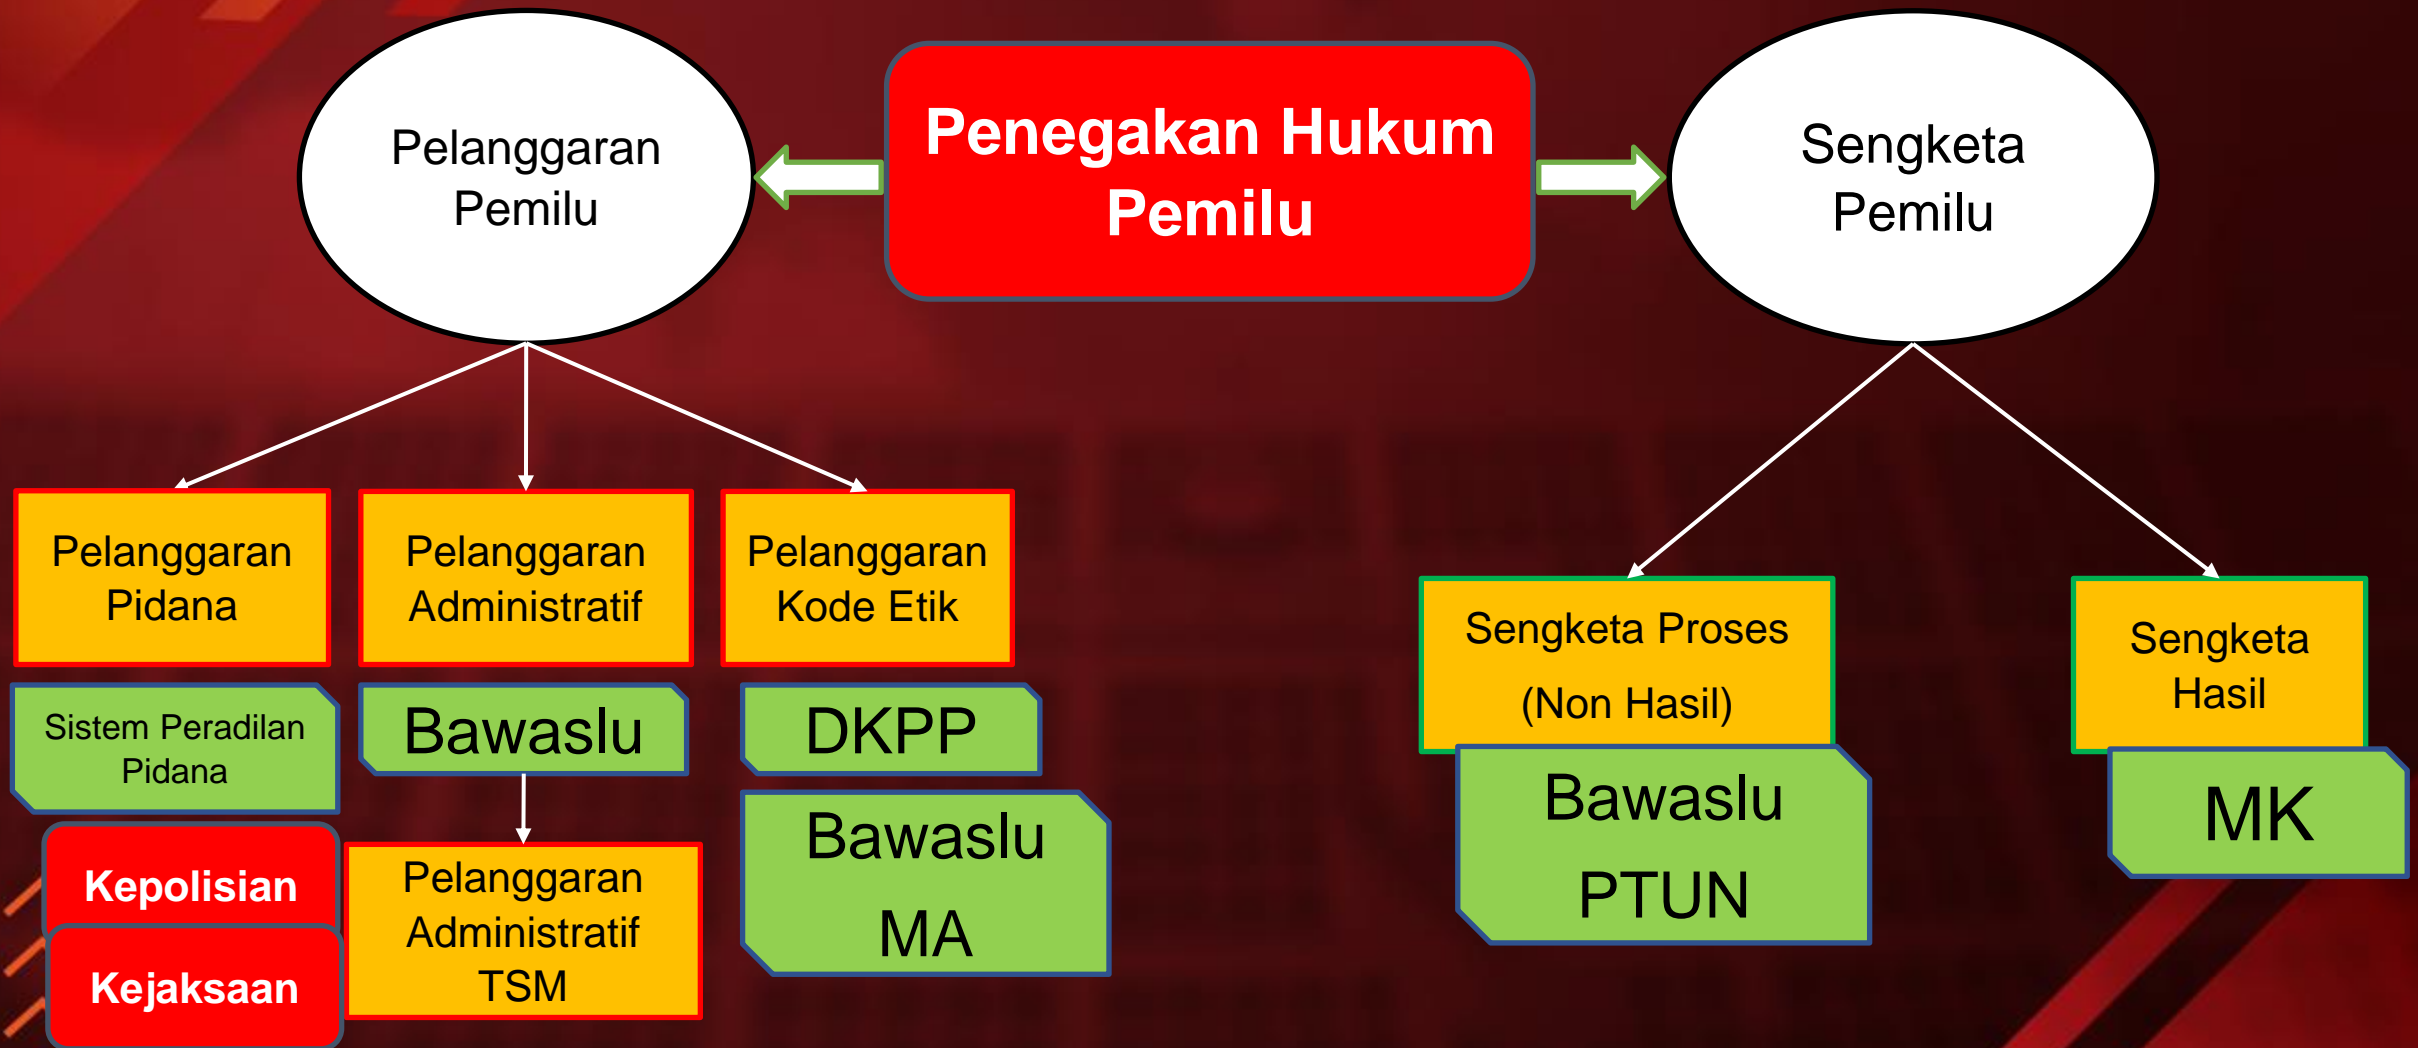 Penegakan Hukum
Pemilu
Pelanggaran
Pemilu
Sengketa
Pemilu
Pelanggaran
Pidana
Sistem Peradilan
Pidana
Kepolisian
Kejaksaan
Pelanggaran
Administratif
Bawaslu
Pelanggaran
Administratif
TSM
Pelanggaran
Kode Etik
DKPP
Bawaslu
MA
Sengketa Proses
(Non Hasil)
Bawaslu
PTUN
Sengketa
Hasil
MK